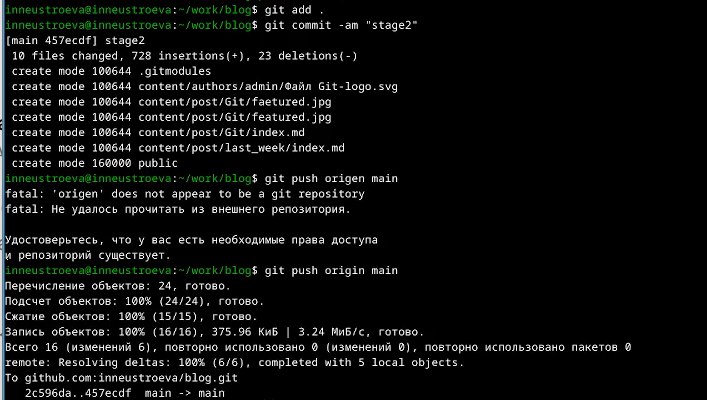 inneustroeva@inneustroeva:~/work/blog$ git add .
inneustroeva@inneustroeva:~/work/blog$ git commit -am "stage2"
[main 457ecdf] stage2
 10 files changed, 728 insertions(+), 23 deletions(-)
 create mode 100644 .gitmodules
 create mode 100644 content/authors/admin/Файл Git-logo.svg
 create mode 100644 content/post/Git/faetured.jpg
 create mode 100644 content/post/Git/featured.jpg
 create mode 100644 content/post/Git/index.md
 create mode 100644 content/post/last_week/index.md
 create mode 160000 public
inneustroeva@inneustroeva:~/work/blog$ git push origen main
fatal: 'origen' does not appear to be a git repository
fatal: Не удалось прочитать из внешнего репозитория.
Удостоверьтесь, что у вас есть необходимые права доступа
и репозиторий существует.
inneustroeva@inneustroeva:~/work/blog$ git push origin main
Перечисление объектов: 24, готово.
Подсчет объектов: 100% (24/24), готово.
Сжатие объектов: 100% (15/15), готово.
Запись объектов: 100% (16/16), 375.96 КиБ | 3.24 МиБ/с, готово.
Всего 16 (изменений 6), повторно использовано 0 (изменений 0), повторно использовано пакетов 0
remote: Resolving deltas: 100% (6/6), completed with 5 local objects.
To github.com:inneustroeva/blog.git
   2c596da..457ecdf  main -> main